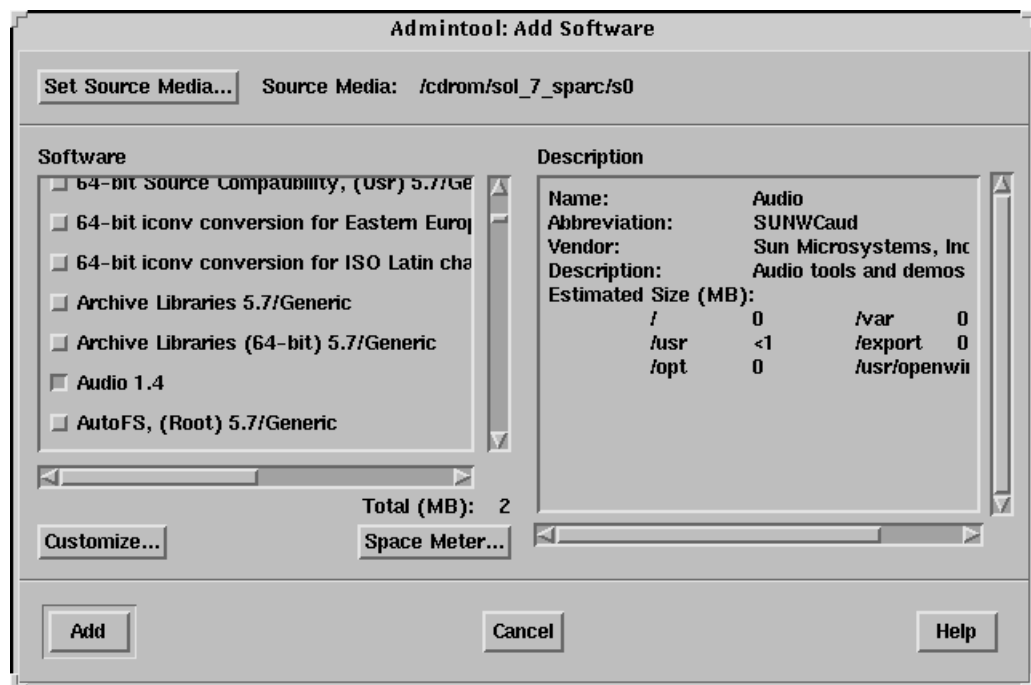 Admintool: Add Software
Set Source Media... Source Media: /cdrom/sol_7_sparc/s0
Software
64-bit Source Compatibility, (Usr) 5.7/Ge
64-bit iconv conversion for Eastern Europ
64-bit iconv conversion for ISO Latin cha
Archive Libraries 5.7/Generic
Archive Libraries (64-bit) 5.7/Generic
Audio 1.4
AutoFS, (Root) 5.7/Generic
Total (MB): 2
Customize... Space Meter...
Description
Name: Audio
Abbreviation: SUNWCaud
Vendor: Sun Microsystems, Inc
Description: Audio tools and demos
Estimated Size (MB):
/ 0 /var 0
/usr <1 /export 0
/opt 0 /usr/openwin
Add Cancel Help